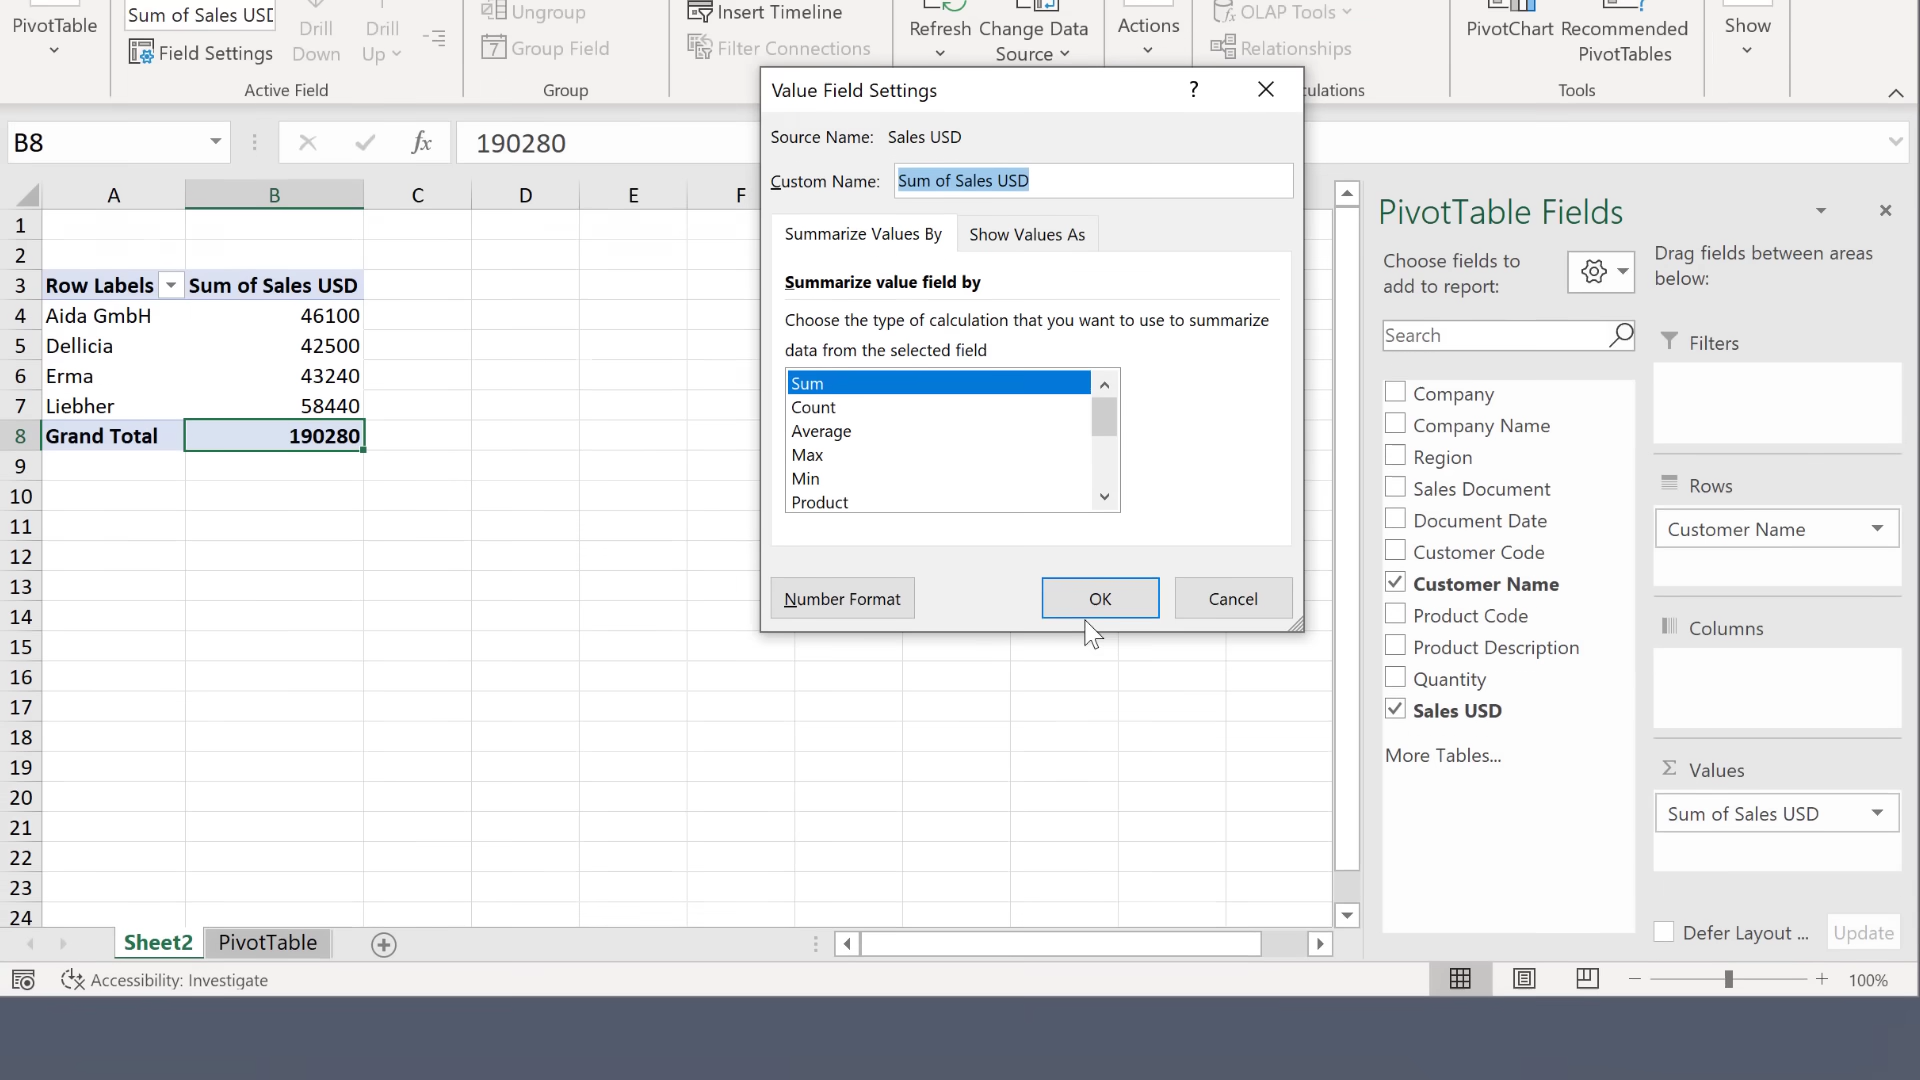 PivotTable
Sum of Sales USD
Field Settings
Drill
Down
Drill
Up
Active Field
Ungroup
Group Field
Group
Insert Timeline
Filter Connections
Refresh
Change Data
Source
Actions
OLAP Tools
Relationships
culations
PivotChart
Recommended
PivotTables
Tools
Show
B8
fx
190280
Value Field Settings
?
Source Name: Sales USD
Custom Name: Sum of Sales USD
Summarize Values By
Show Values As
Summarize value field by
Choose the type of calculation that you want to use to summarize
data from the selected field
Sum
Count
Average
Max
Min
Product
Number Format
OK
Cancel
A B C D E F
1
2
3 Row Labels Sum of Sales USD
4 Aida GmbH 46100
5 Dellicia 42500
6 Erma 43240
7 Liebher 58440
8 Grand Total 190280
9
10
11
12
13
14
15
16
17
18
19
20
21
22
23
24
PivotTable Fields
Choose fields to
add to report:
Search
Company
Company Name
Region
Sales Document
Document Date
Customer Code
Customer Name
Product Code
Product Description
Quantity
Sales USD
More Tables...
Drag fields between areas
below:
Filters
Rows
Customer Name
Columns
Σ Values
Sum of Sales USD
Defer Layout ...
Update
Sheet2
PivotTable
Accessibility: Investigate
100%